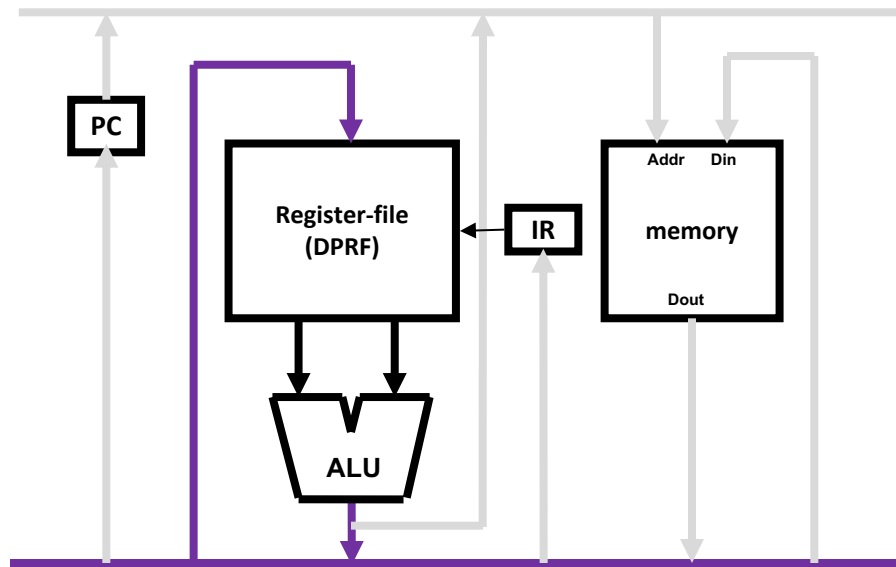 PC
Addr Din
Register-file
(DPRF)
IR
memory
Dout
ALU